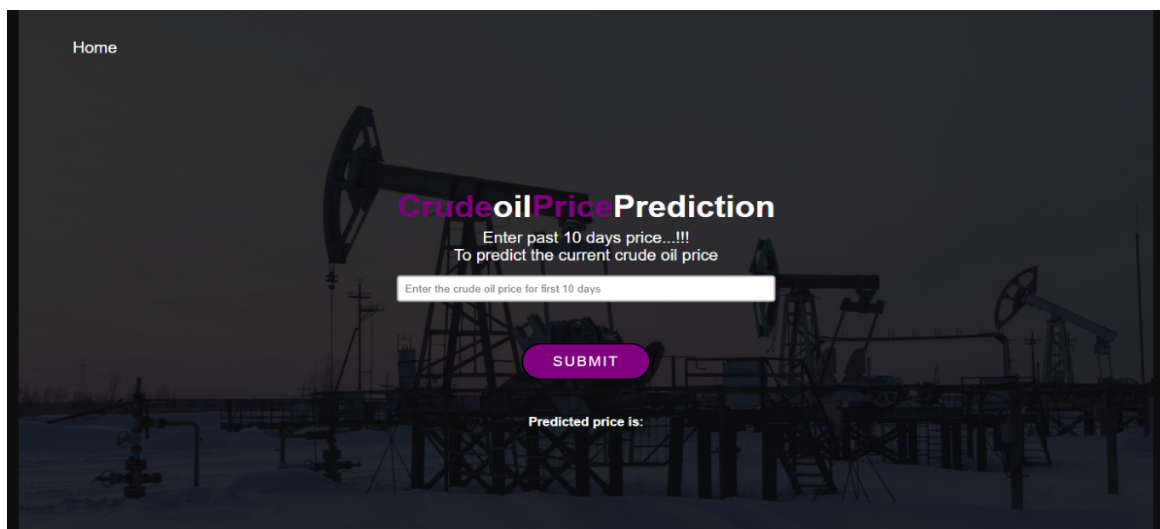 Home
CrudeoilPricePrediction
Enter past 10 days price...!!!
To predict the current crude oil price
Enter the crude oil price for first 10 days
SUBMIT
Predicted price is: